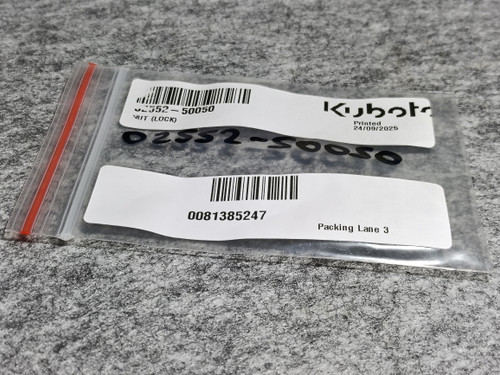 02552-50050
NUT (LOCK)
Kubota
Printed
24/09/2025
02552-50050
0081385247
Packing Lane 3